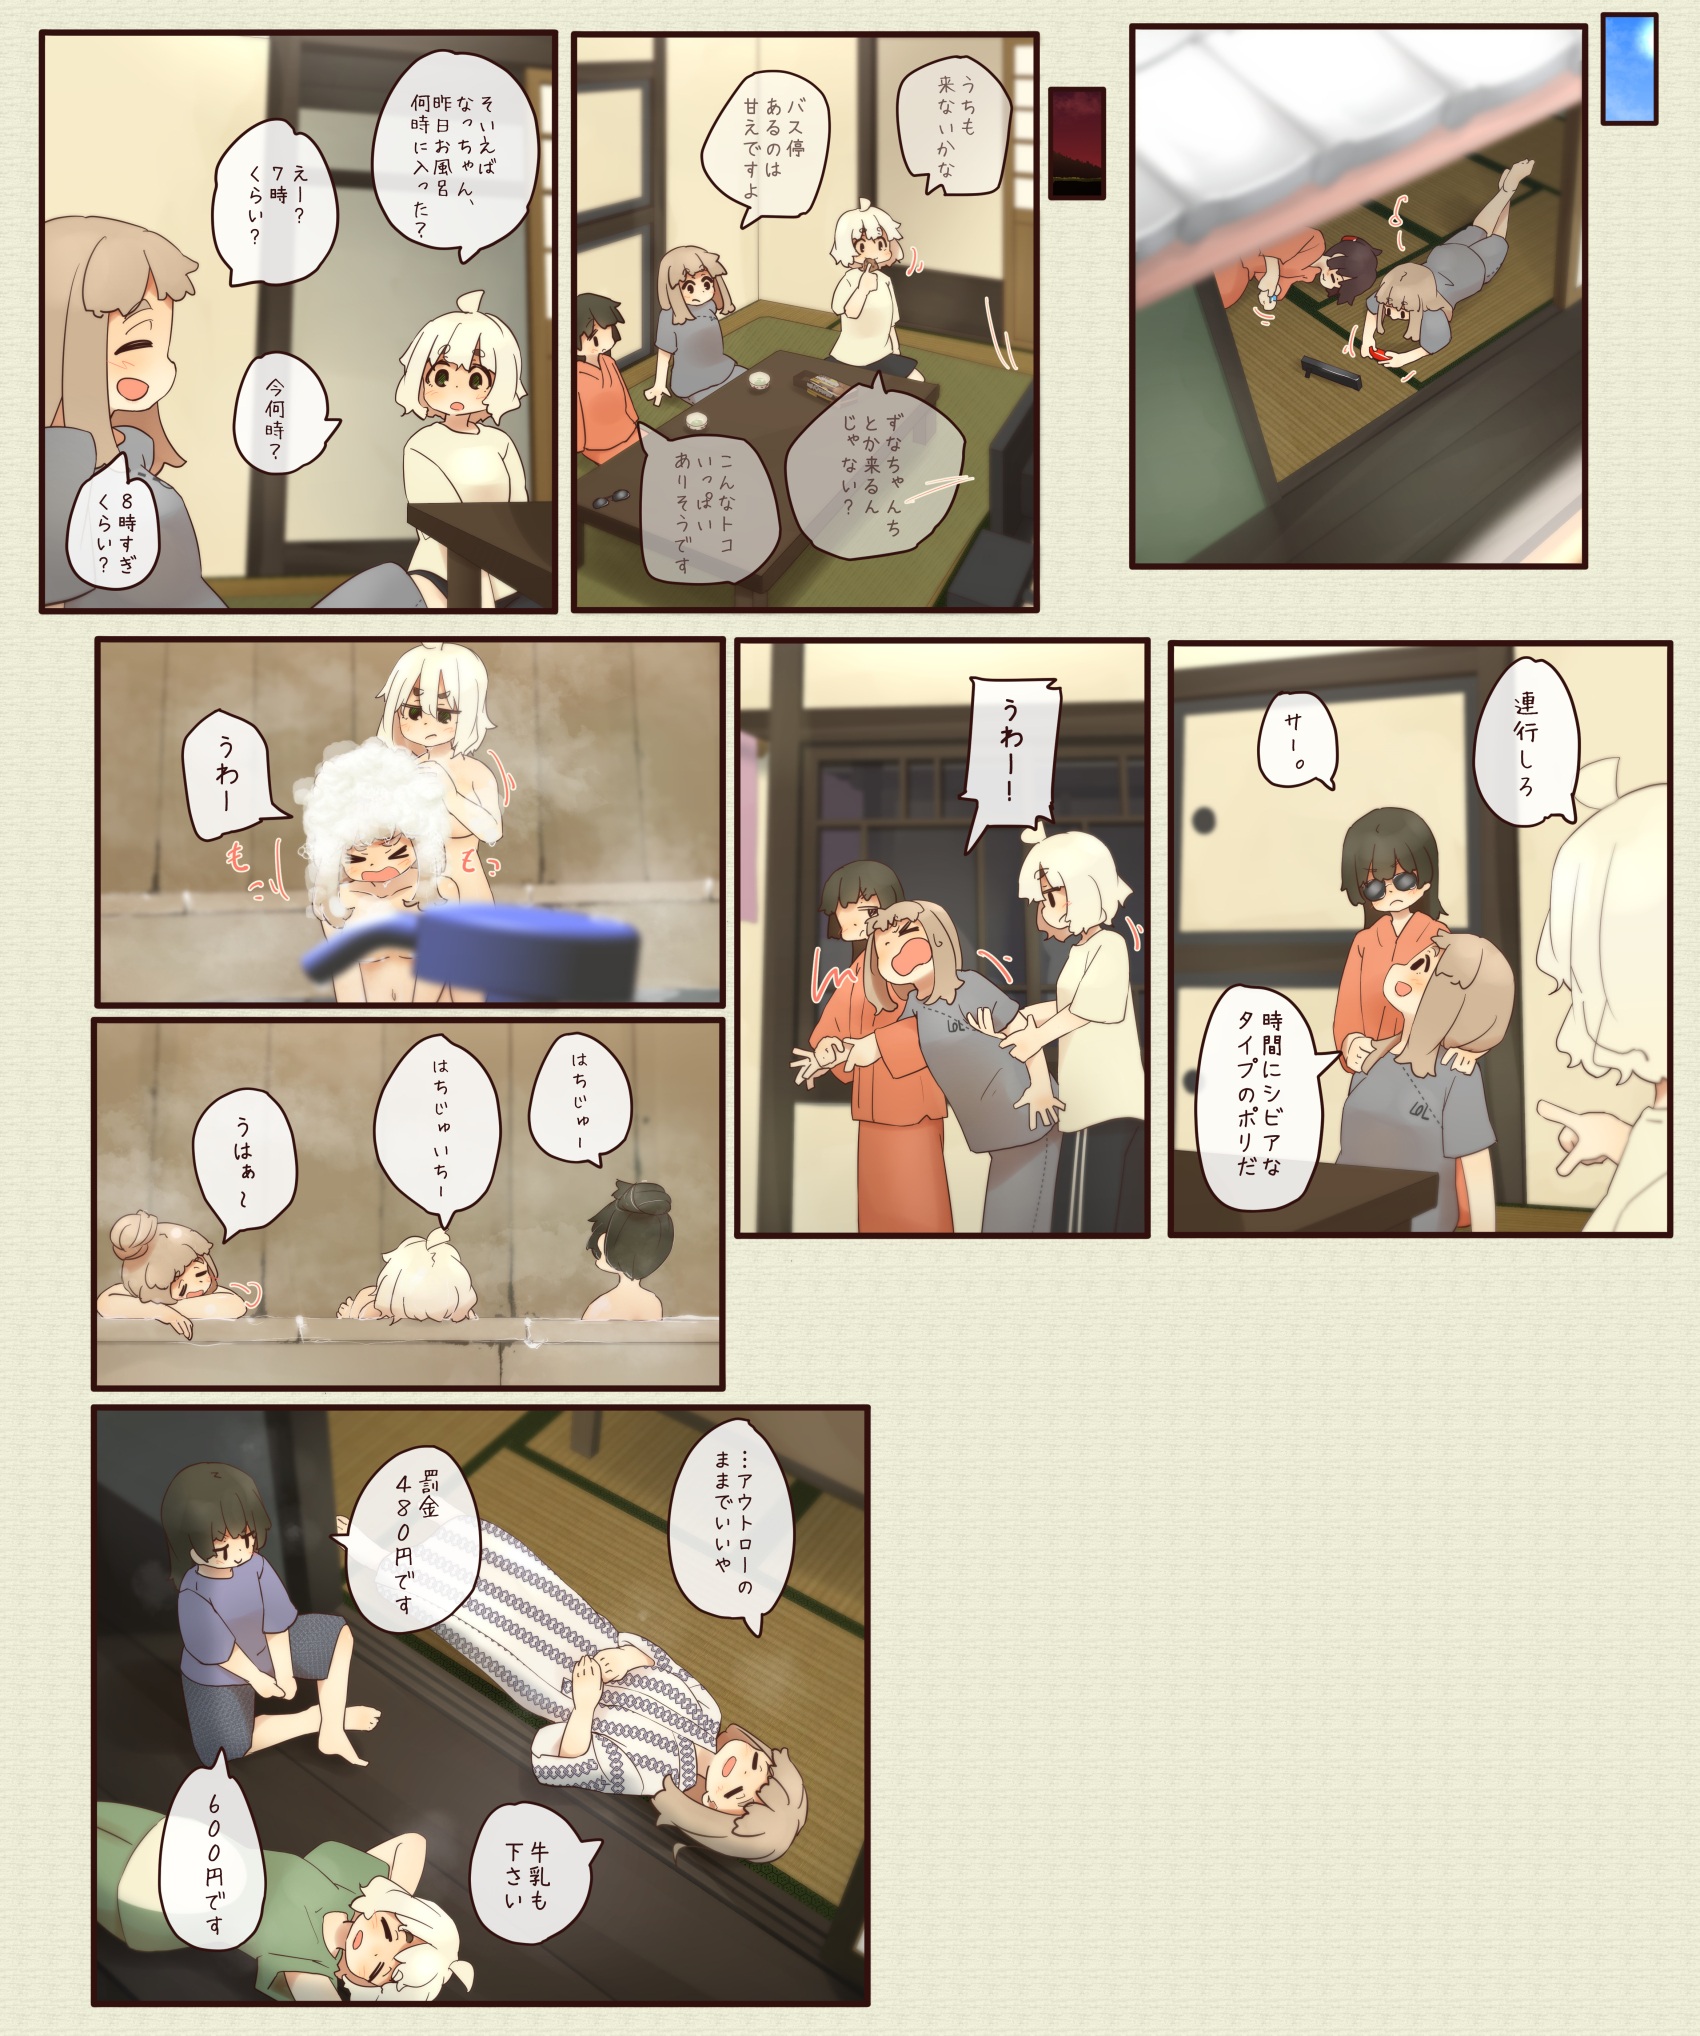 うちも
来ないかな
バス停
あるのは
甘えですよ
ずなちゃんち
とか来るん
じゃない？
こんなトコ
いっぱい
ありそうです
そいえば
なっちゃん、
昨日お風呂
何時に入った？
えー？
7時
くらい？
今何時？
8時すぎ
くらい？
連行しろ
サー。
時間にシビアな
タイプのポリだ
LOL
うわー！
LOL
うわー
も
も
はちじゅー
はちじゅいちー
うはぁ～
…アウトローの
ままでいいや
罰金
480円です
牛乳も
下さい
600円です